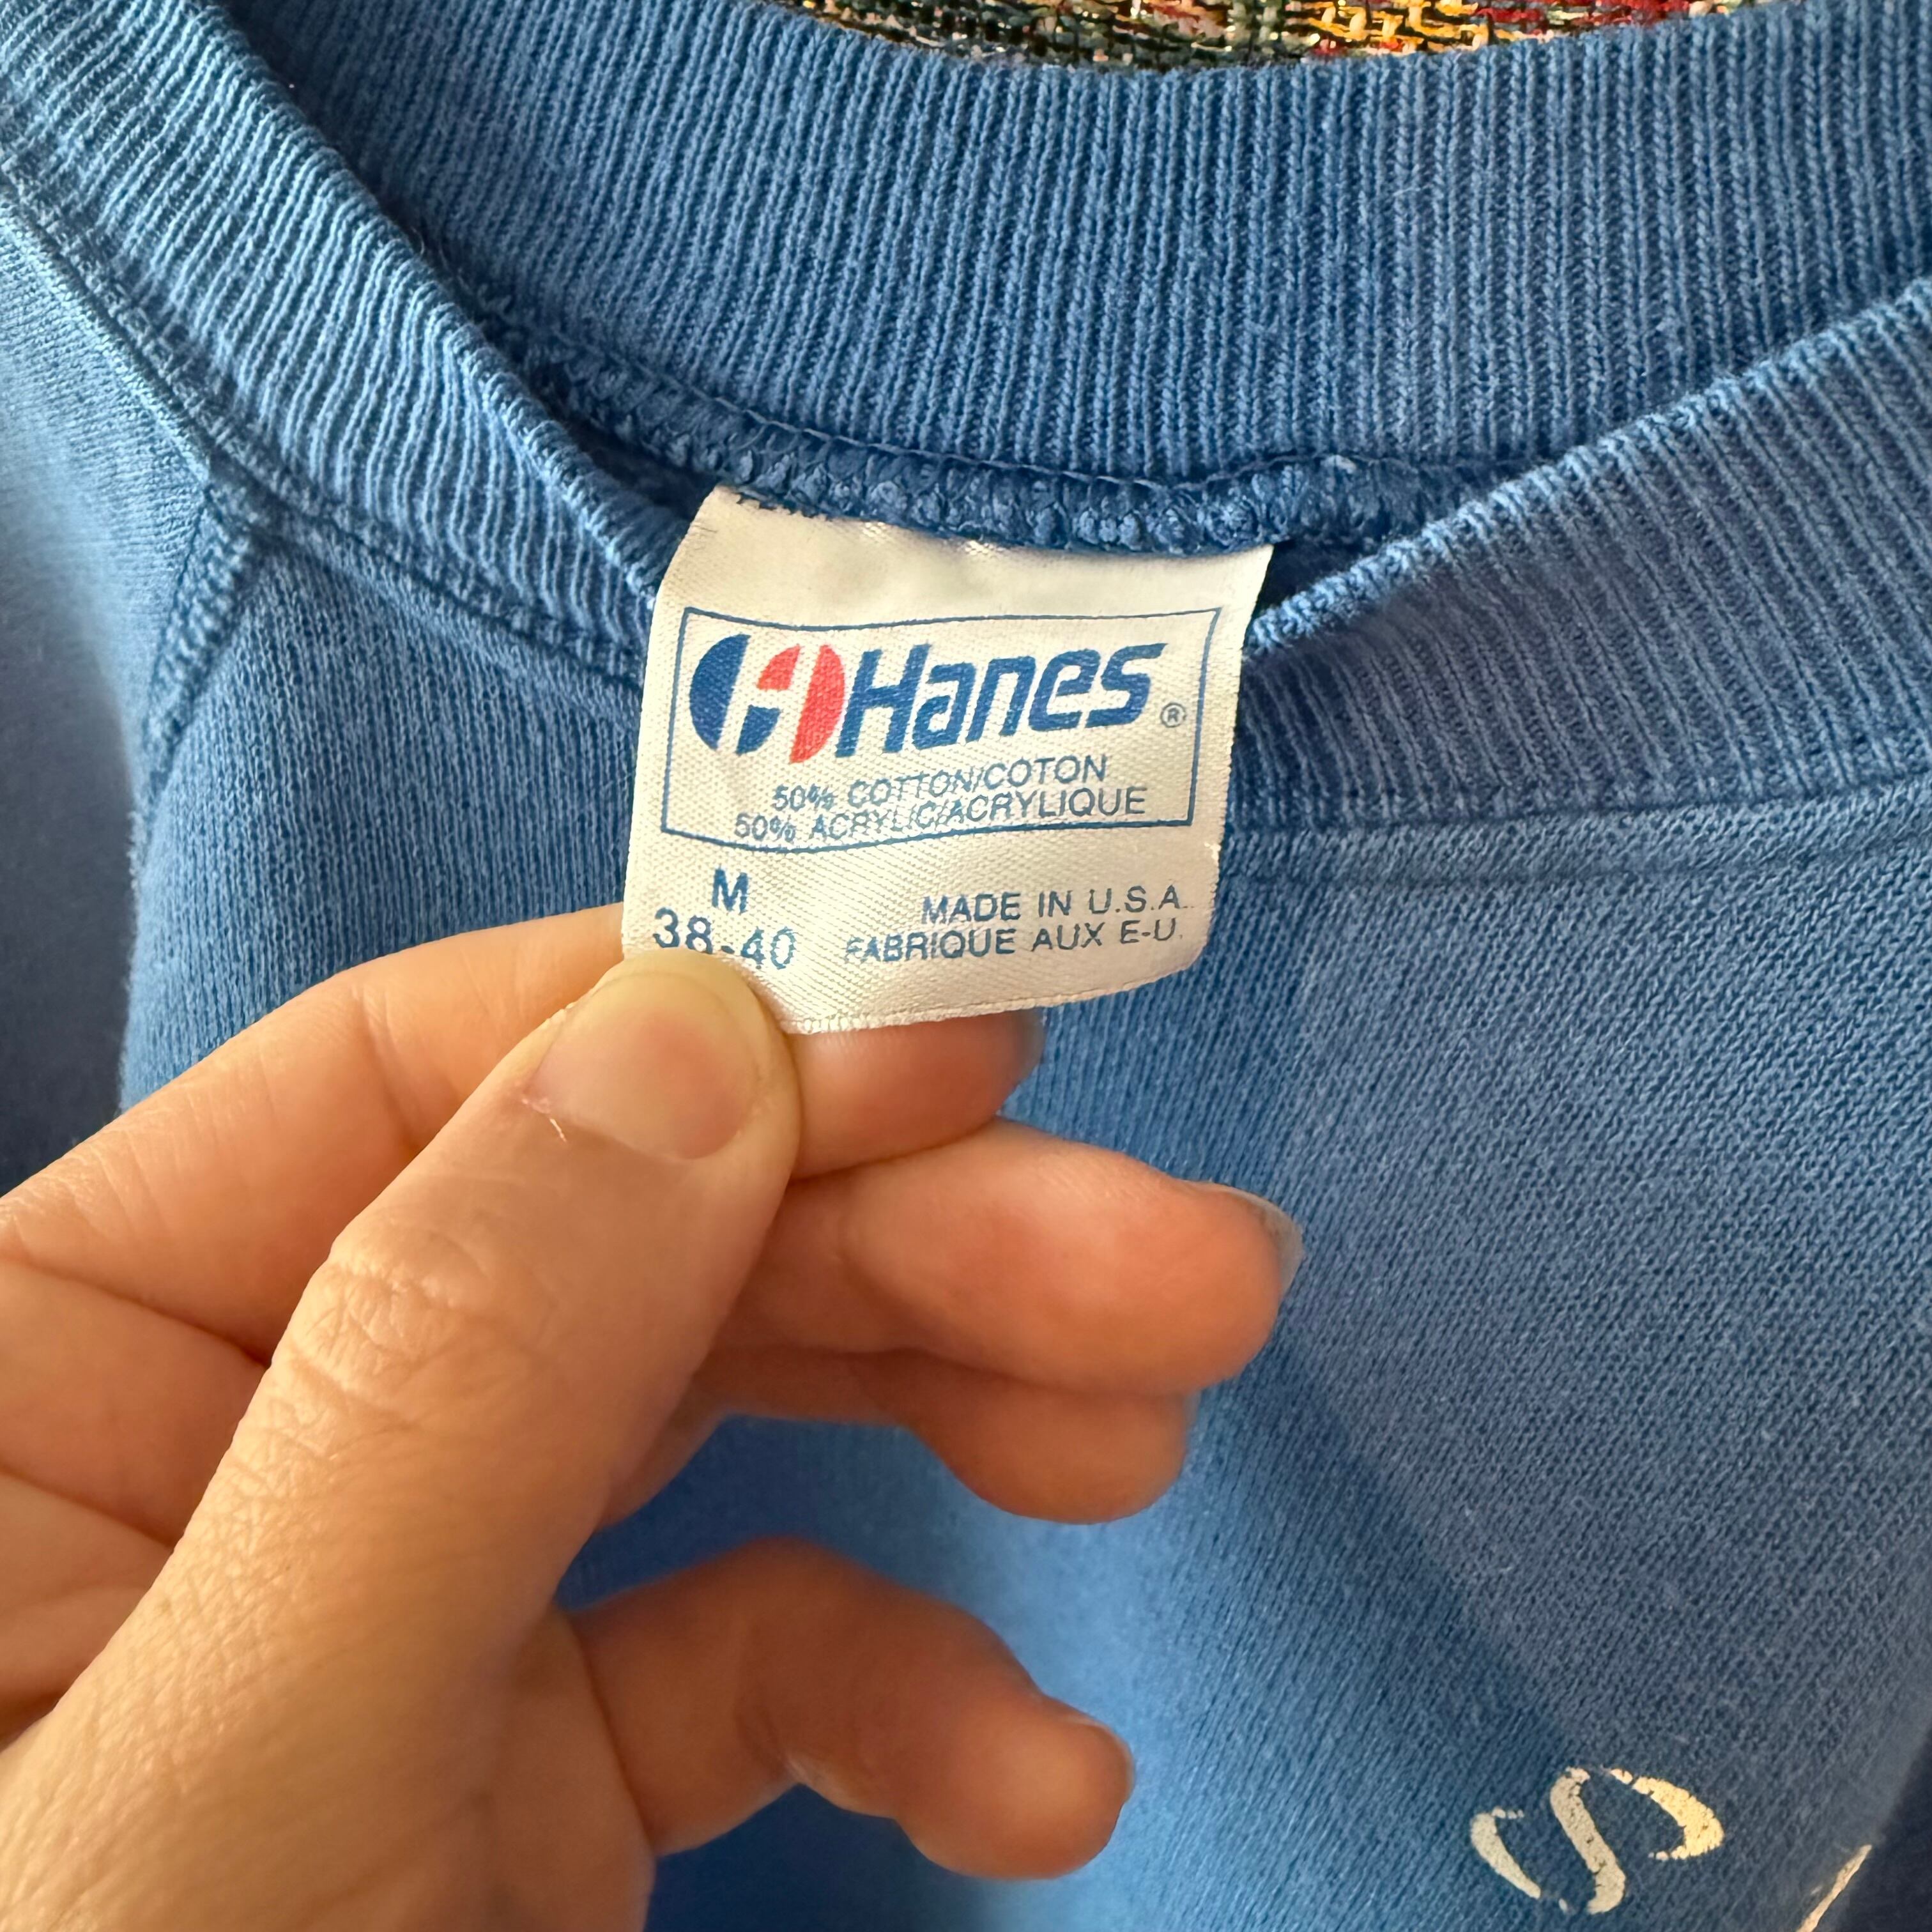 Hanes®
50% COTTON/COTON
50% ACRYLIC/ACRYLIQUE
M
38-40
MADE IN U.S.A.
FABRIQUE AUX E-U.
S